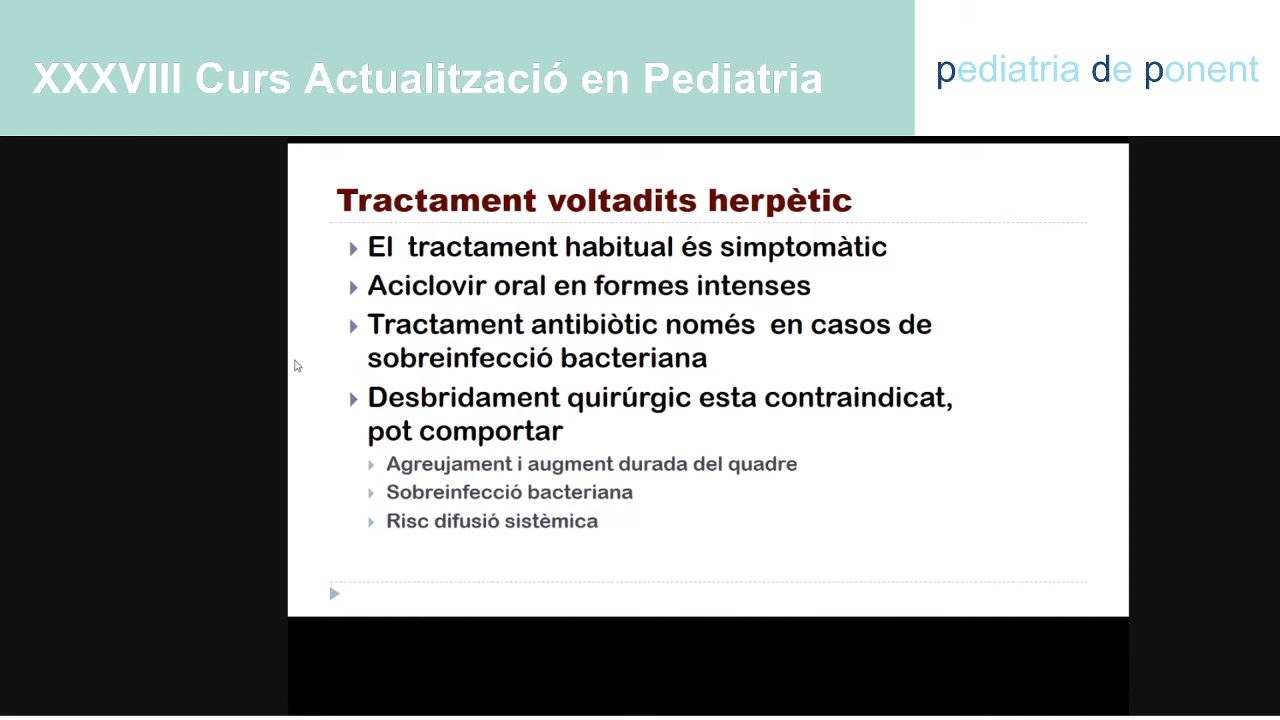 XXXVIII Curs Actualització en Pediatria
pediatria de ponent
Tractament voltadits herpètic
El tractament habitual és simptomàtic
Aciclovir oral en formes intenses
Tractament antibiòtic només en casos de
sobreinfecció bacteriana
Desbridament quirúrgic esta contraindicat,
pot comportar
Agreujament i augment durada del quadre
Sobreinfecció bacteriana
Risc difusió sistèmica